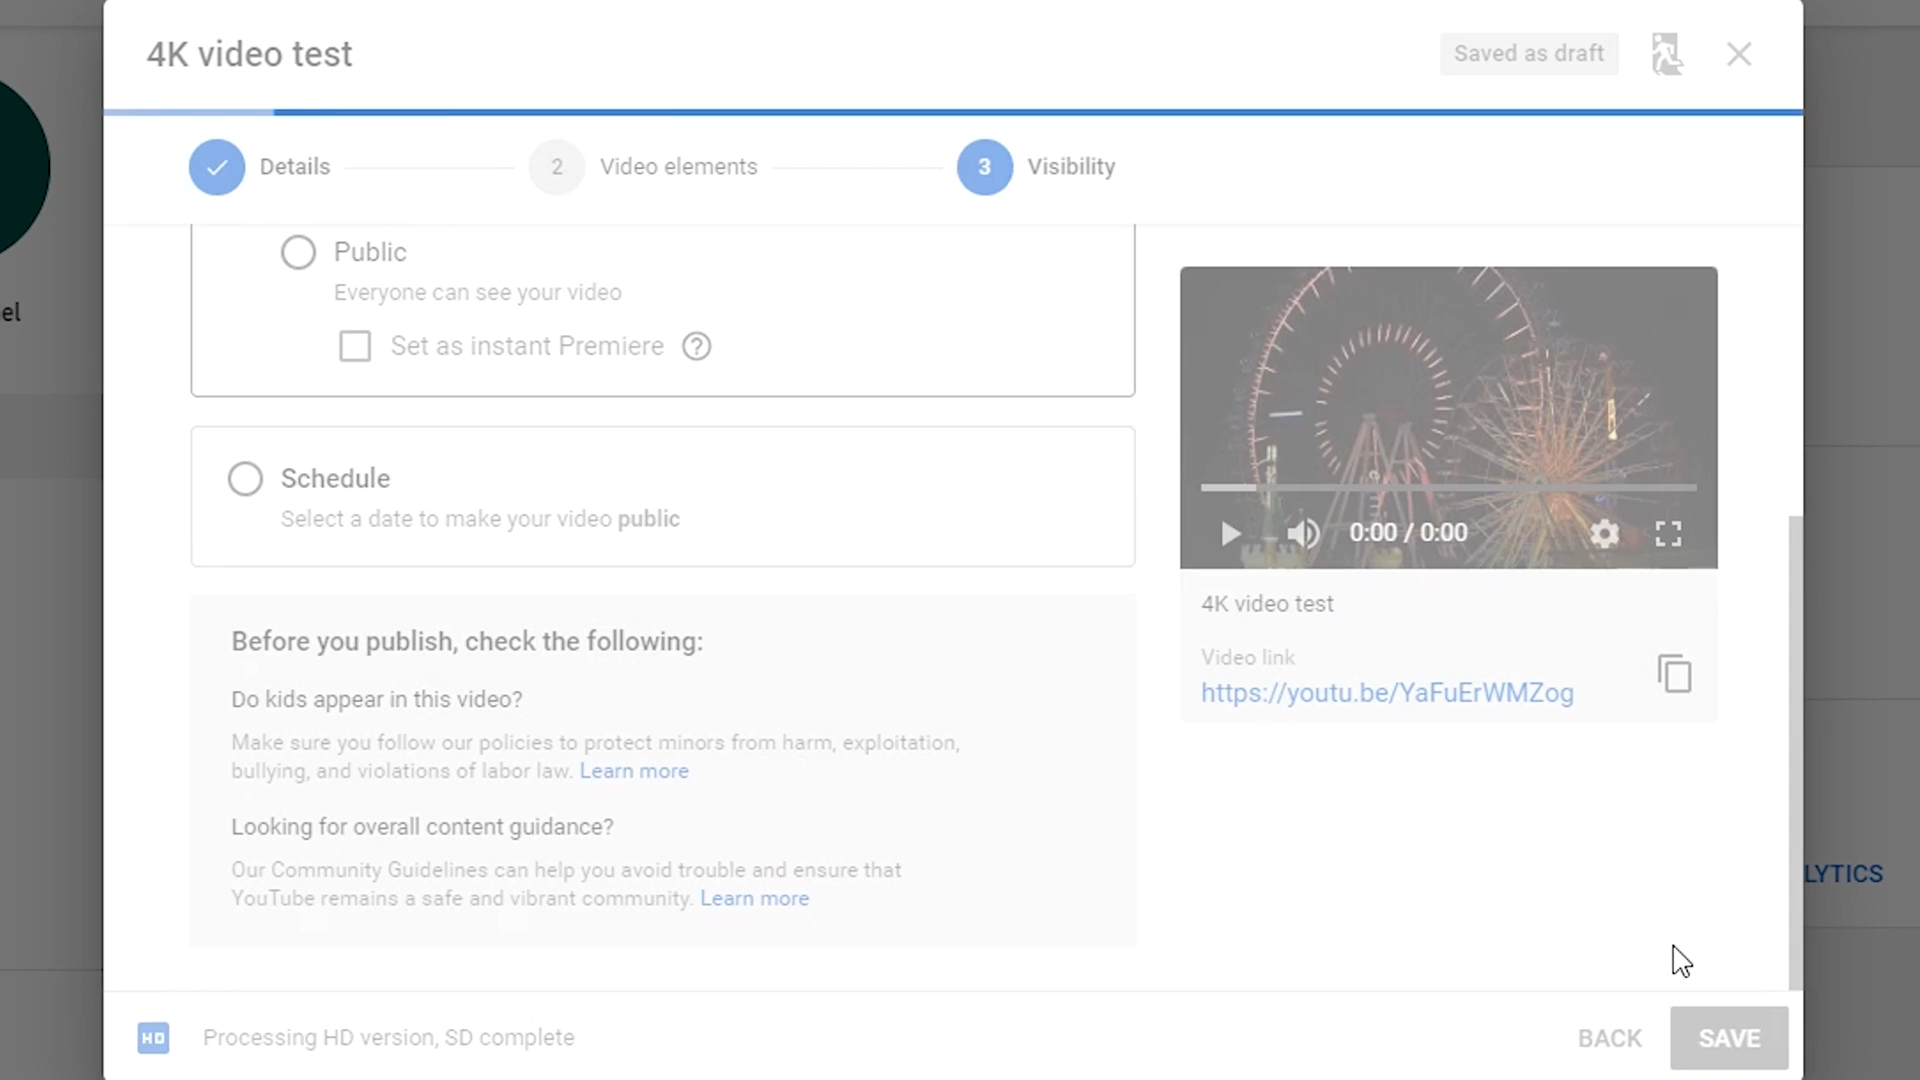 4K video test
Saved as draft
Details
2
Video elements
3
Visibility
el
Public
Everyone can see your video
Set as instant Premiere
?
Schedule
Select a date to make your video public
0:00 / 0:00
Before you publish, check the following:
Do kids appear in this video?
Make sure you follow our policies to protect minors from harm, exploitation,
bullying, and violations of labor law. Learn more
Looking for overall content guidance?
Our Community Guidelines can help you avoid trouble and ensure that
YouTube remains a safe and vibrant community. Learn more
4K video test
Video link
https://youtu.be/YaFuErWMZog
LYTICS
HD
Processing HD version, SD complete
BACK
SAVE